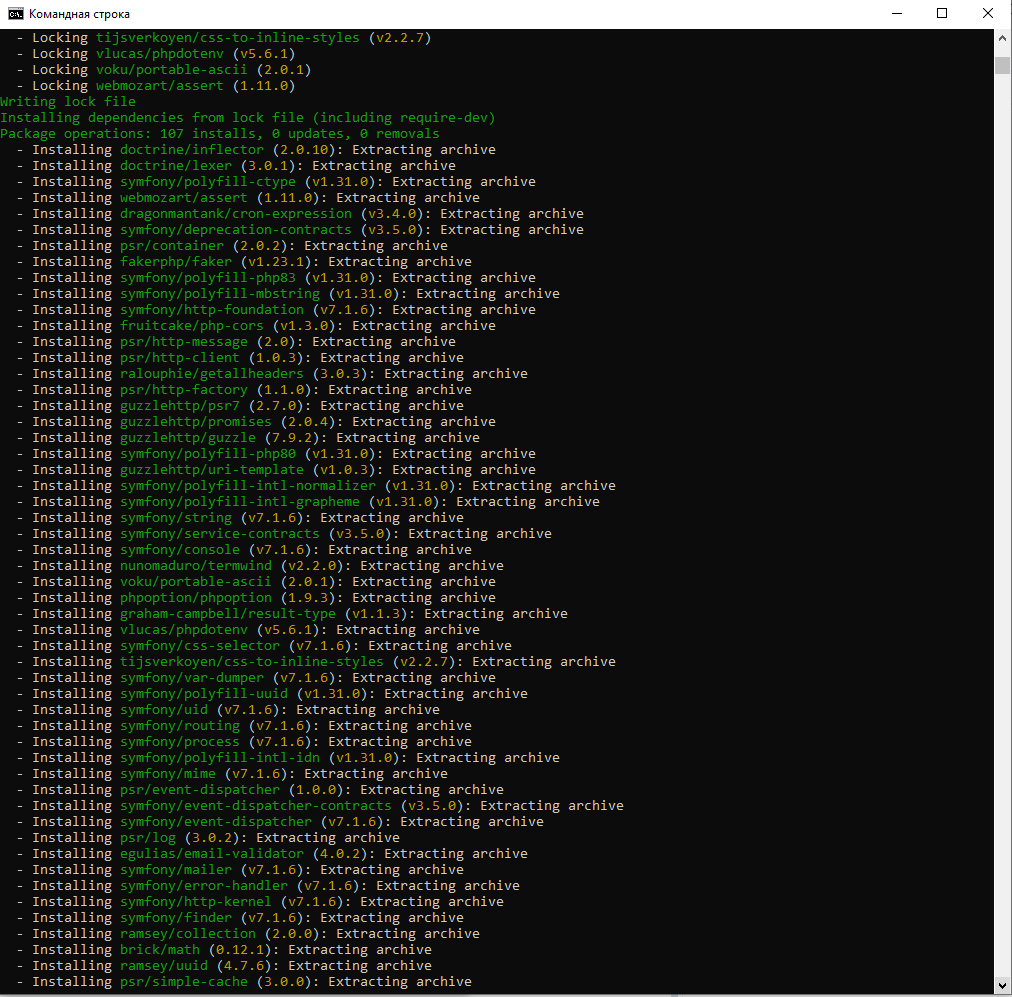 Командная строка
- Locking tijsverkoyen/css-to-inline-styles (v2.2.7)
- Locking vlucas/phpdotenv (v5.6.1)
- Locking voku/portable-ascii (2.0.1)
- Locking webmozart/assert (1.11.0)
Writing lock file
Installing dependencies from lock file (including require-dev)
Package operations: 107 installs, 0 updates, 0 removals
- Installing doctrine/inflector (2.0.10): Extracting archive
- Installing doctrine/lexer (3.0.1): Extracting archive
- Installing symfony/polyfill-ctype (v1.31.0): Extracting archive
- Installing webmozart/assert (1.11.0): Extracting archive
- Installing dragonmantank/cron-expression (v3.4.0): Extracting archive
- Installing symfony/deprecation-contracts (v3.5.0): Extracting archive
- Installing psr/container (2.0.2): Extracting archive
- Installing fakerphp/faker (v1.23.1): Extracting archive
- Installing symfony/polyfill-php83 (v1.31.0): Extracting archive
- Installing symfony/polyfill-mbstring (v1.31.0): Extracting archive
- Installing symfony/http-foundation (v7.1.6): Extracting archive
- Installing fruitcake/php-cors (v1.3.0): Extracting archive
- Installing psr/http-message (2.0): Extracting archive
- Installing psr/http-client (1.0.3): Extracting archive
- Installing ralouphie/getallheaders (3.0.3): Extracting archive
- Installing psr/http-factory (1.1.0): Extracting archive
- Installing guzzlehttp/psr7 (2.7.0): Extracting archive
- Installing guzzlehttp/promises (2.0.4): Extracting archive
- Installing guzzlehttp/guzzle (7.9.2): Extracting archive
- Installing symfony/polyfill-php80 (v1.31.0): Extracting archive
- Installing guzzlehttp/uri-template (v1.0.3): Extracting archive
- Installing symfony/polyfill-intl-normalizer (v1.31.0): Extracting archive
- Installing symfony/polyfill-intl-grapheme (v1.31.0): Extracting archive
- Installing symfony/string (v7.1.6): Extracting archive
- Installing symfony/service-contracts (v3.5.0): Extracting archive
- Installing symfony/console (v7.1.6): Extracting archive
- Installing nunomaduro/termwind (v2.2.0): Extracting archive
- Installing voku/portable-ascii (2.0.1): Extracting archive
- Installing phpoption/phpoption (1.9.3): Extracting archive
- Installing graham-campbell/result-type (v1.1.3): Extracting archive
- Installing vlucas/phpdotenv (v5.6.1): Extracting archive
- Installing symfony/css-selector (v7.1.6): Extracting archive
- Installing tijsverkoyen/css-to-inline-styles (v2.2.7): Extracting archive
- Installing symfony/var-dumper (v7.1.6): Extracting archive
- Installing symfony/polyfill-uuid (v1.31.0): Extracting archive
- Installing symfony/uid (v7.1.6): Extracting archive
- Installing symfony/routing (v7.1.6): Extracting archive
- Installing symfony/process (v7.1.6): Extracting archive
- Installing symfony/polyfill-intl-idn (v1.31.0): Extracting archive
- Installing symfony/mime (v7.1.6): Extracting archive
- Installing psr/event-dispatcher (1.0.0): Extracting archive
- Installing symfony/event-dispatcher-contracts (v3.5.0): Extracting archive
- Installing symfony/event-dispatcher (v7.1.6): Extracting archive
- Installing psr/log (3.0.2): Extracting archive
- Installing egulias/email-validator (4.0.2): Extracting archive
- Installing symfony/mailer (v7.1.6): Extracting archive
- Installing symfony/error-handler (v7.1.6): Extracting archive
- Installing symfony/http-kernel (v7.1.6): Extracting archive
- Installing symfony/finder (v7.1.6): Extracting archive
- Installing ramsey/collection (2.0.0): Extracting archive
- Installing brick/math (0.12.1): Extracting archive
- Installing ramsey/uuid (4.7.6): Extracting archive
- Installing psr/simple-cache (3.0.0): Extracting archive